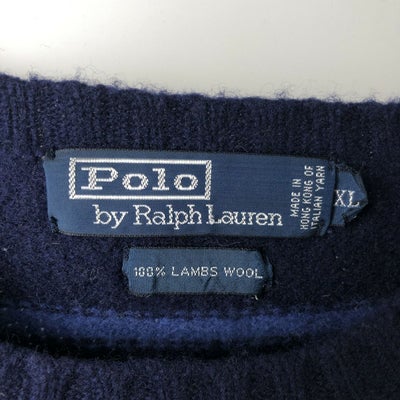 Polo
by Ralph Lauren
MADE IN
HONG KONG OF
ITALIAN YARN
XL
100% LAMBS WOOL